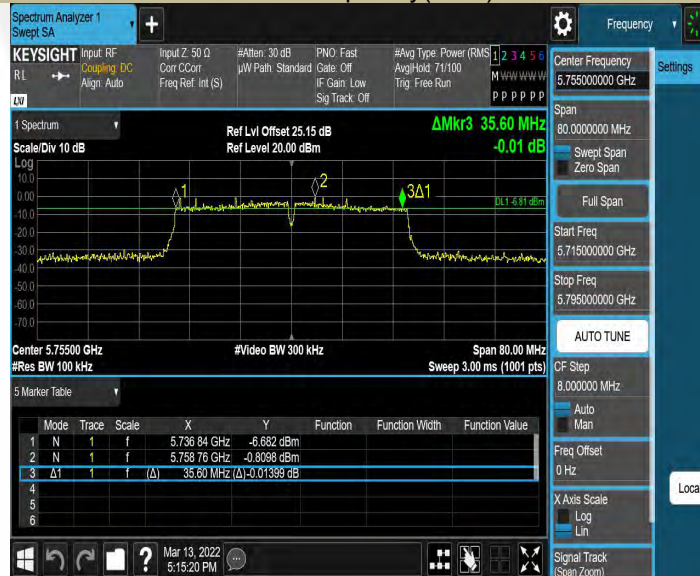 Spectrum Analyzer 1
Swept SA
Frequency
Settings
KEYSIGHT
RL
Input: RF
Coupling: DC
Align: Auto
Input Z: 50 Ω
Corr CCorr
Freq Ref: Int (S)
#Atten: 30 dB
µW Path: Standard
PNO: Fast
Gate: Off
IF Gain: Low
Sig Track: Off
#Avg Type: Power (RMS
Avg|Hold: 71/100
Trig: Free Run
1 2 3 4 5 6
M W W W W W
P P P P P P
LXI
1 Spectrum
Scale/Div 10 dB
Ref Lvl Offset 25.15 dB
Ref Level 20.00 dBm
ΔMkr3 35.60 MHz
-0.01 dB
Log
10.0
0.00
-10.0
-20.0
-30.0
-40.0
-50.0
-60.0
-70.0
1
2
3Δ1
DL1 -6.81 dBm
Center 5.75500 GHz
#Video BW 300 kHz
Span 80.00 MHz
#Res BW 100 kHz
Sweep 3.00 ms (1001 pts)
5 Marker Table
Mode Trace Scale X Y Function Function Width Function Value
1 N 1 f 5.736 84 GHz -6.682 dBm
2 N 1 f 5.758 76 GHz -0.8098 dBm
3 Δ1 1 f (Δ) 35.60 MHz (Δ) -0.01399 dB
4
5
6
Mar 13, 2022
5:15:20 PM
?
Center Frequency
5.755000000 GHz
Span
80.0000000 MHz
Swept Span
Zero Span
Full Span
Start Freq
5.715000000 GHz
Stop Freq
5.795000000 GHz
AUTO TUNE
CF Step
8.000000 MHz
Auto
Man
Freq Offset
0 Hz
X Axis Scale
Log
Lin
Signal Track
(Span Zoom)
Loca